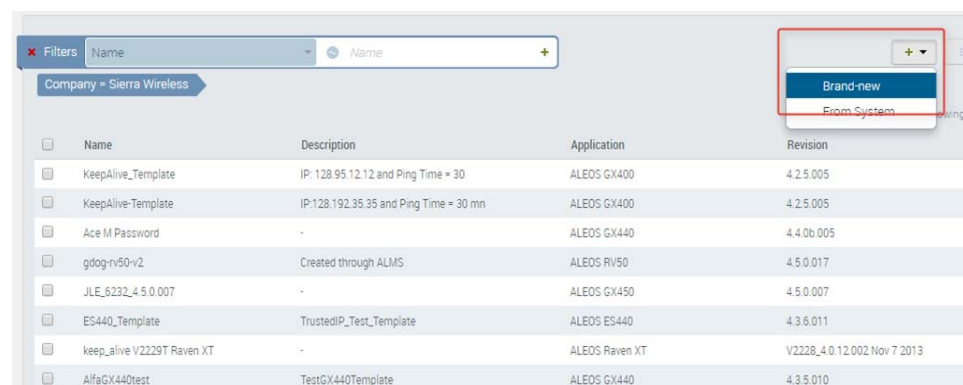 ✖ Filters Name Name +
+
Company = Sierra Wireless
Brand-new
From System
Name Description Application Revision
KeepAlive_Template IP: 128.95.12.12 and Ping Time = 30 ALEOS GX400 4.2.5.005
KeepAlive-Template IP:128.192.35.35 and Ping Time = 30 mn ALEOS GX400 4.2.5.005
Ace M Password - ALEOS GX440 4.4.0b.005
gdog-rv50-v2 Created through ALMS ALEOS RV50 4.5.0.017
JLE_6232_4.5.0.007 - ALEOS GX450 4.5.0.007
ES440_Template TrustedIP_Test_Template ALEOS ES440 4.3.6.011
keep_alive V2229T Raven XT - ALEOS Raven XT V2228_4.0.12.002 Nov 7 2013
AlfaGX440test TestGX440Template ALEOS GX440 4.3.5.010